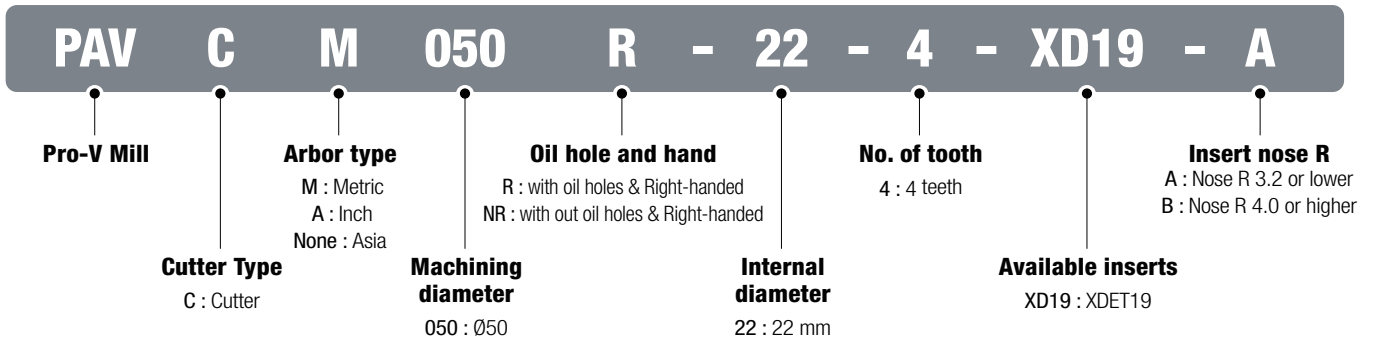 PAV C M 050 R - 22 - 4 - XD19 - A
Pro-V Mill
Arbor type
M : Metric
A : Inch
None : Asia
Oil hole and hand
R : with oil holes & Right-handed
NR : with out oil holes & Right-handed
No. of tooth
4 : 4 teeth
Insert nose R
A : Nose R 3.2 or lower
B : Nose R 4.0 or higher
Cutter Type
C : Cutter
Machining
diameter
050 : Ø50
Internal
diameter
22 : 22 mm
Available inserts
XD19 : XDET19